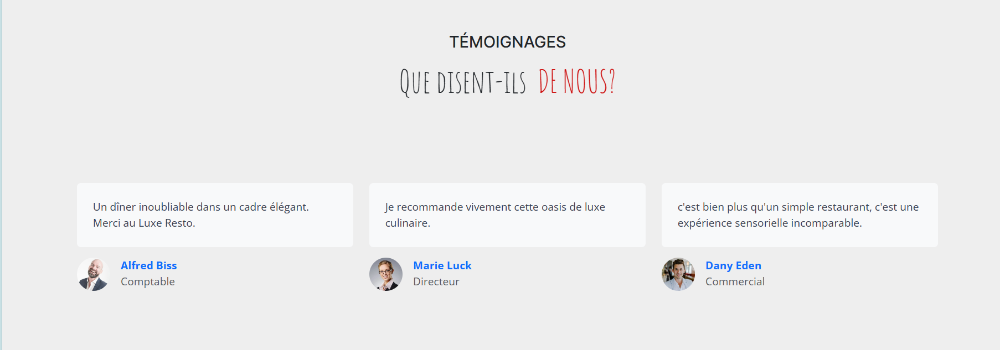 TÉMOIGNAGES
QUE DISENT-ILS DE NOUS?
Un dîner inoubliable dans un cadre élégant.
Merci au Luxe Resto.
Alfred Biss
Comptable
Je recommande vivement cette oasis de luxe
culinaire.
Marie Luck
Directeur
c'est bien plus qu'un simple restaurant, c'est une
expérience sensorielle incomparable.
Dany Eden
Commercial